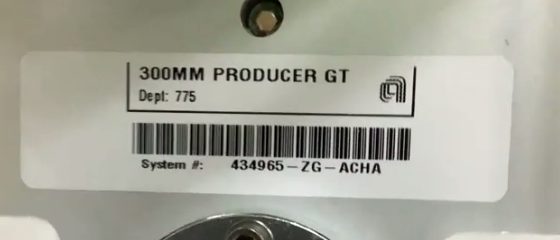 300MM PRODUCER GT
Dept: 775
System #: 434965-ZG-ACHA